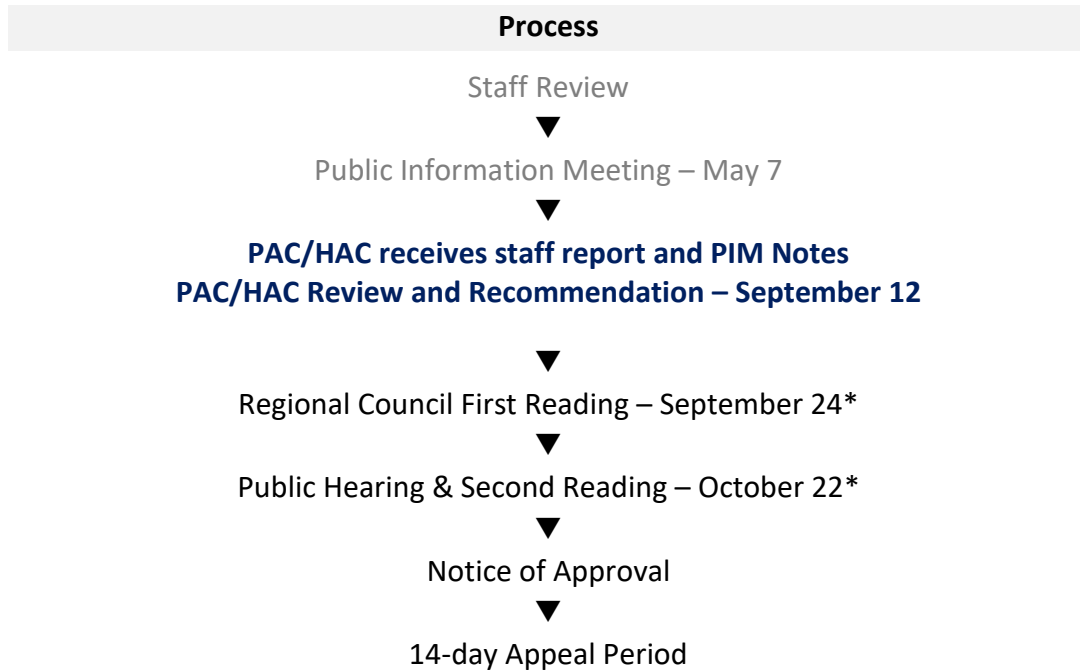 Process
Staff Review
Public Information Meeting – May 7
PAC/HAC receives staff report and PIM Notes
PAC/HAC Review and Recommendation – September 12
Regional Council First Reading – September 24*
Public Hearing & Second Reading – October 22*
Notice of Approval
14-day Appeal Period